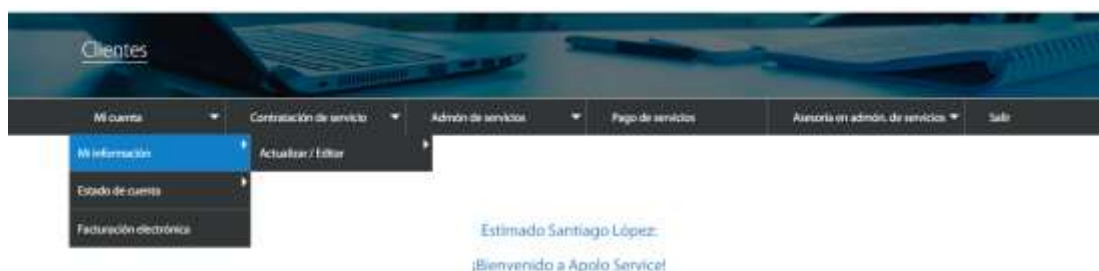 Clientes
Mi cuenta Contratación de servicio Admón de servicios Pago de servicios Asesoría en admón. de servicios Salir
Mi información Actualizar / Editar
Estado de cuenta
Facturación electrónica
Estimado Santiago López:
¡Bienvenido a Apolo Service!